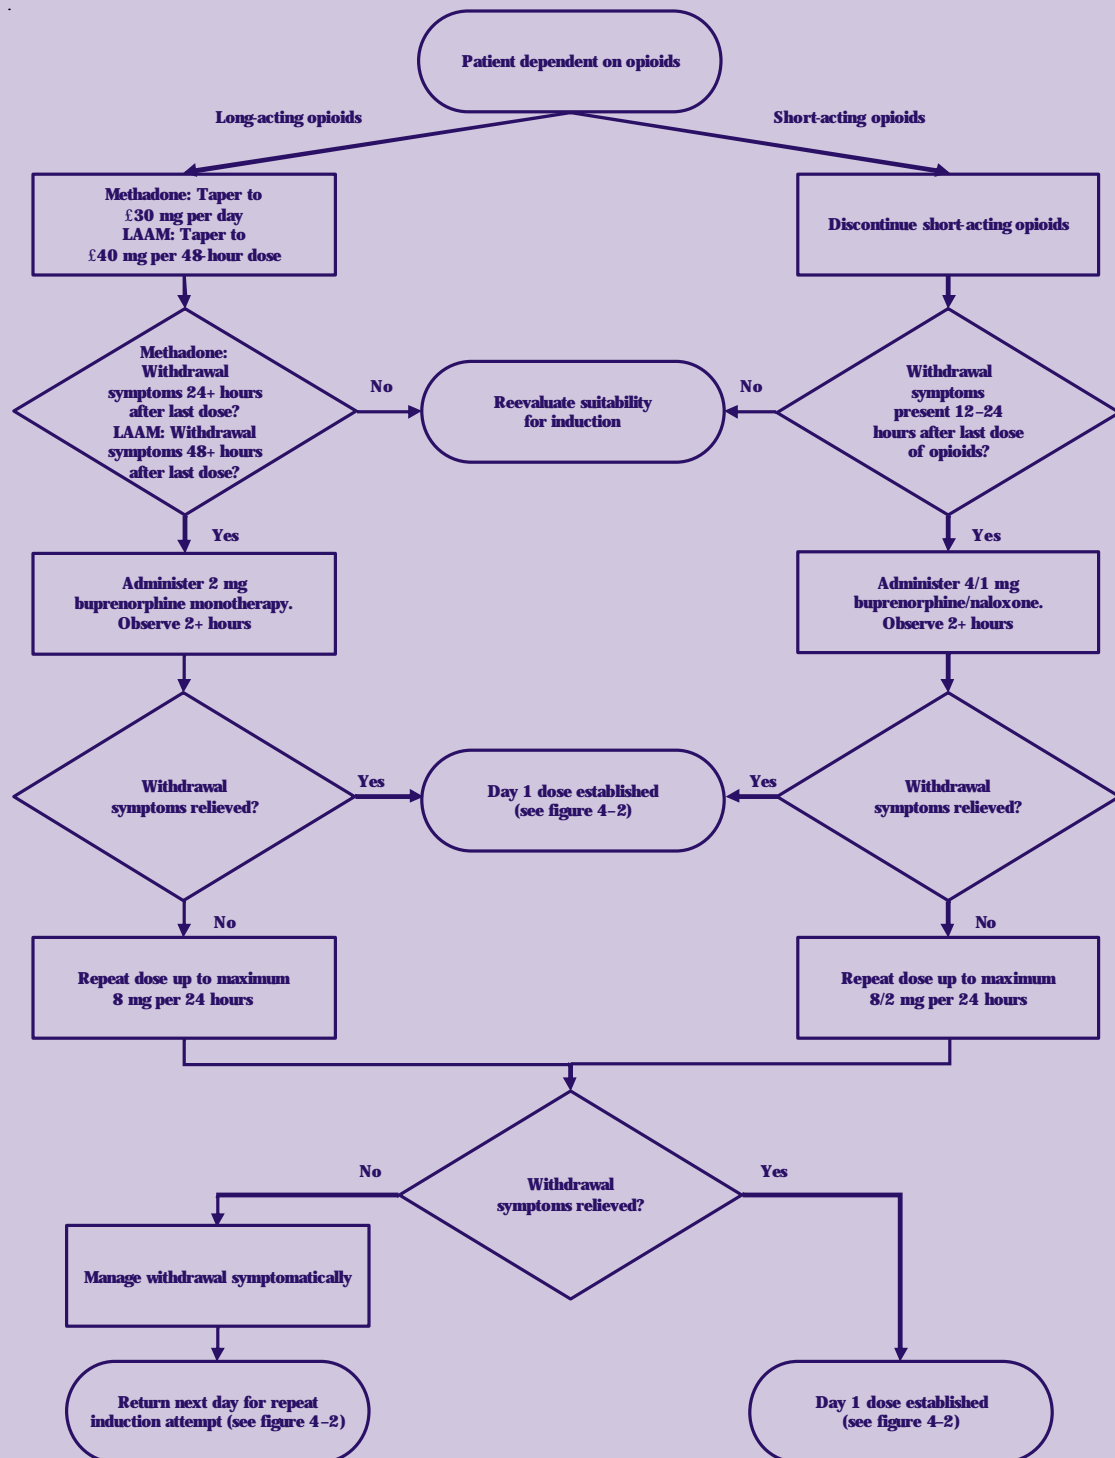 Patient dependent on opioids
Long-acting opioids
Short-acting opioids
Methadone: Taper to
£30 mg per day
LAAM: Taper to
£40 mg per 48-hour dose
Discontinue short-acting opioids
Methadone:
Withdrawal
symptoms 24+ hours
after last dose?
LAAM: Withdrawal
symptoms 48+ hours
after last dose?
No
Reevaluate suitability
for induction
No
Withdrawal
symptoms
present 12–24
hours after last dose
of opioids?
Yes
Yes
Administer 2 mg
buprenorphine monotherapy.
Observe 2+ hours
Administer 4/1 mg
buprenorphine/naloxone.
Observe 2+ hours
Withdrawal
symptoms relieved?
Yes
Day 1 dose established
(see figure 4–2)
Yes
Withdrawal
symptoms relieved?
No
No
Repeat dose up to maximum
8 mg per 24 hours
Repeat dose up to maximum
8/2 mg per 24 hours
No
Withdrawal
symptoms relieved?
Yes
Manage withdrawal symptomatically
Return next day for repeat
induction attempt (see figure 4–2)
Day 1 dose established
(see figure 4–2)